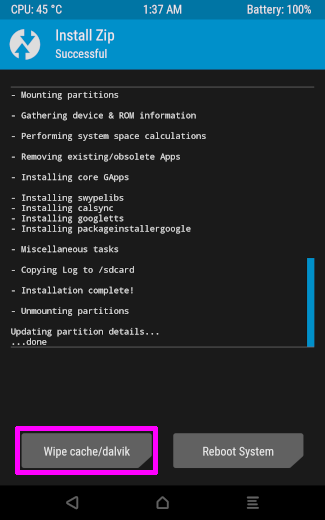 CPU: 45 °C 1:37 AM Battery: 100%
Install Zip
Successful
- Mounting partitions
- Gathering device & ROM information
- Performing system space calculations
- Removing existing/obsolete Apps
- Installing core GApps
- Installing swypelibs
- Installing calsync
- Installing googletts
- Installing packageinstallergoogle
- Miscellaneous tasks
- Copying Log to /sdcard
- Installation complete!
- Unmounting partitions
Updating partition details...
...done
Wipe cache/dalvik Reboot System